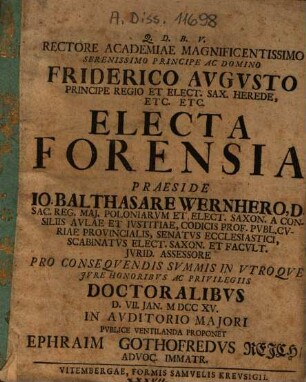 A. Diss. 11698
Q. D. B. V.
RECTORE ACADEMIAE MAGNIFICENTISSIMO
SERENISSIMO PRINCIPE AC DOMINO
FRIDERICO AVGVSTO
PRINCIPE REGIO ET ELECT. SAX. HEREDE,
ETC. ETC.
ELECTA
FORENSIA
PRAESIDE
IO. BALTHASARE WERNHERO, D.
SAC. REG. MAJ. POLONIARVM ET. ELECT. SAXON. A CON-
SILIIS AVLAE ET IVSTITIAE, CODICIS PROF. PVBL. CV-
RIAE PROVINCIALIS, SENATVS ECCLESIASTICI,
SCABINATVS ELECT. SAXON. ET FACVLT.
JVRID. ASSESSORE
PRO CONSEQVENDIS SVMMIS IN VTROQVE
JVRE HONORIBVS AC PRIVILEGIIS
DOCTORALIBVS
D. VII. JAN. M DCC XV.
IN AVDITORIO MAJORI
PVBLICE VENTILANDA PROPONET
EPHRAIM GOTHOFREDVS REICH
ADVOC. IMMATR.
VITEMBERGAE, FORMIS SAMVELIS KREVSIGII.